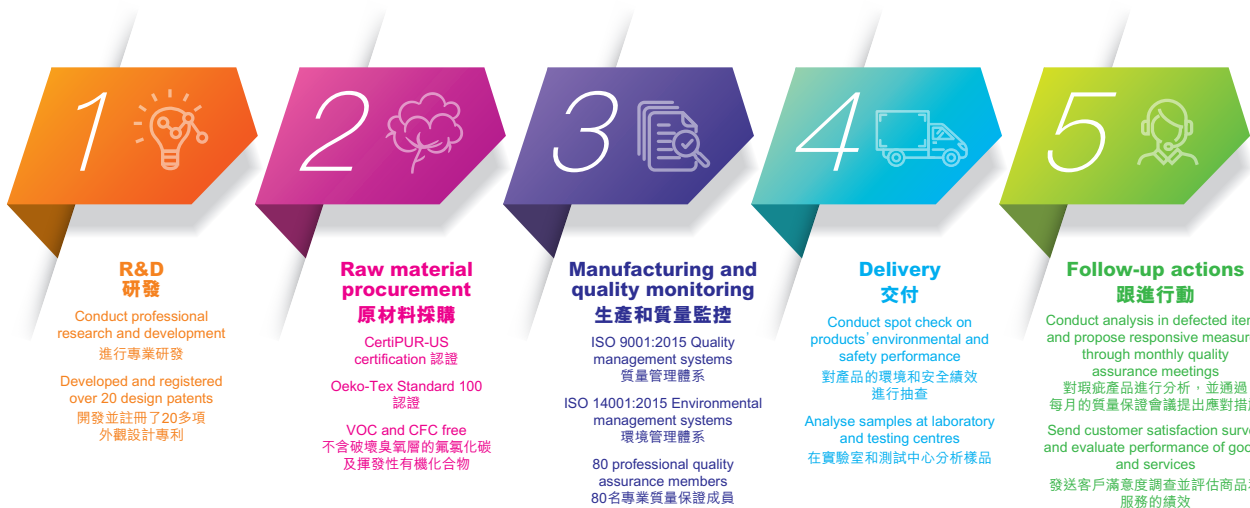 1
R&D
研發
Conduct professional
research and development
進行專業研發
Developed and registered
over 20 design patents
開發並註冊了20多項
外觀設計專利
2
Raw material
procurement
原材料採購
CertiPUR-US
certification 認證
Oeko-Tex Standard 100
認證
VOC and CFC free
不含破壞臭氧層的氟氯化碳
及揮發性有機化合物
3
Manufacturing and
quality monitoring
生產和質量監控
ISO 9001:2015 Quality
management systems
質量管理體系
ISO 14001:2015 Environmental
management systems
環境管理體系
80 professional quality
assurance members
80名專業質量保證成員
4
Delivery
交付
Conduct spot check on
products’ environmental and
safety performance
對產品的環境和安全績效
進行抽查
Analyse samples at laboratory
and testing centres
在實驗室和測試中心分析樣品
5
Follow-up actions
跟進行動
Conduct analysis in defected
and propose responsive
through monthly quality
assurance meetings
對瑕疵產品進行分析，並通過
每月的質量保證會議提出應對措
Send customer satisfaction
and evaluate performance of
and services
發送客戶滿意度調查並評估商品
服務的績效